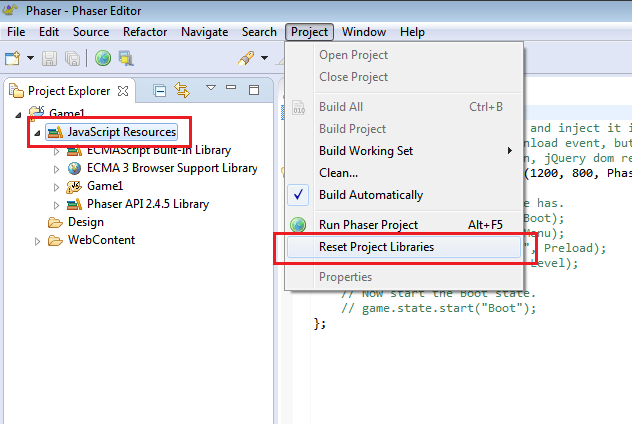 Phaser - Phaser Editor
File Edit Source Refactor Navigate Search Project Window Help
Project Explorer
Game1
JavaScript Resources
ECMAScript Built-In Library
ECMA 3 Browser Support Library
Game1
Phaser API 2.4.5 Library
Design
WebContent
Open Project
Close Project
Build All Ctrl+B
Build Project
Build Working Set
Clean...
Build Automatically
Run Phaser Project Alt+F5
Reset Project Libraries
Properties
and inject it i
nload event, but
n, jQuery dom re
(1200, 800, Phas
e has.
Boot);
Menu);
", Preload);
Level);
// Now start the Boot state.
// game.state.start("Boot");
};